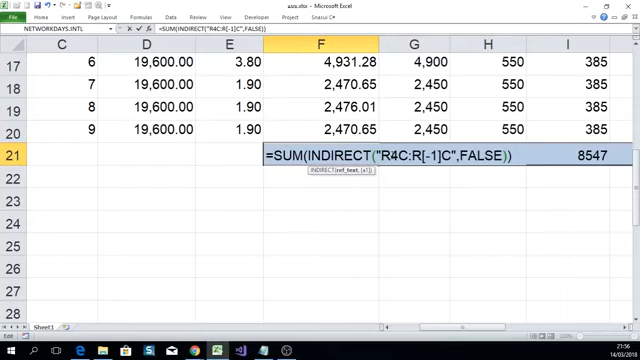 Microsoft Excel
File Home Insert Page Layout Formulas Data Review View Developer
NETWORKDAYS.INTL =SUM(INDIRECT("R4C:R[-1]C",FALSE))
C D E F G H I
17 6 19,600.00 3.80 4,931.28 4,900 550 385
18 7 19,600.00 1.90 2,470.65 2,450 550 385
19 8 19,600.00 1.90 2,476.01 2,450 550 385
20 9 19,600.00 1.90 2,470.65 2,450 550 385
21 =SUM(INDIRECT("R4C:R[-1]C",FALSE)) 8547
INDIRECT(ref_text, [a1])
22
23
24
25
26
27
28
Sheet1
Edit 250%
21:56
14/03/2018